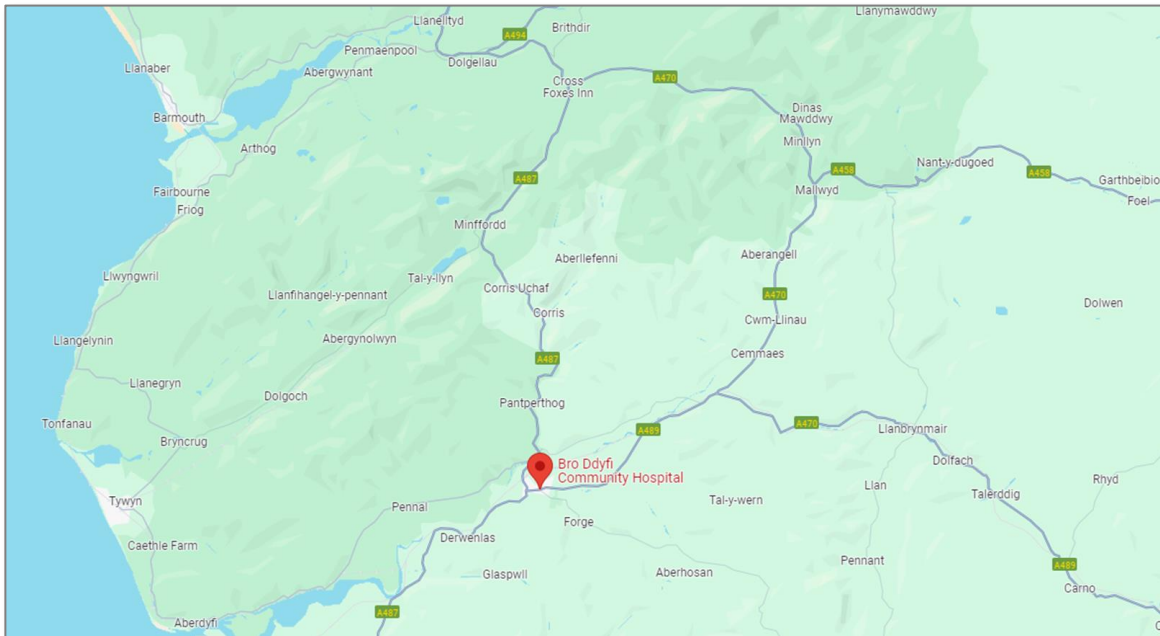 Llanelltyd
Llanymawddwy
Brithdir
A494
Penmaenpool
Dolgellau
Llanaber
Abergwynant
A470
Cross
Foxes Inn
Dinas
Mawddwy
Barmouth
Minllyn
Arthog
Nant-y-dugoed
A458
A458
A487
Garthbeibio
Fairbourne
Mallwyd
Foel
Friog
Minffordd
Aberangell
Aberllefenni
Llwyngwril
Tal-y-llyn
Corris Uchaf
Llanfihangel-y-pennant
A470
Dolwen
Corris
Cwm-Llinau
Llangelynin
Abergynolwyn
Cemmaes
A487
Llanegryn
Dolgoch
Pantperthog
Tonfanau
A470
A489
Llanbrynmair
Bryncrug
Dolfach
Bro Ddyfi
Community Hospital
Rhyd
Llan
Talerddig
Tywyn
Tal-y-wern
Pennal
Forge
Derwenlas
Caethle Farm
Pennant
A489
Glaspwll
Aberhosan
Carno
A487
Aberdyfi